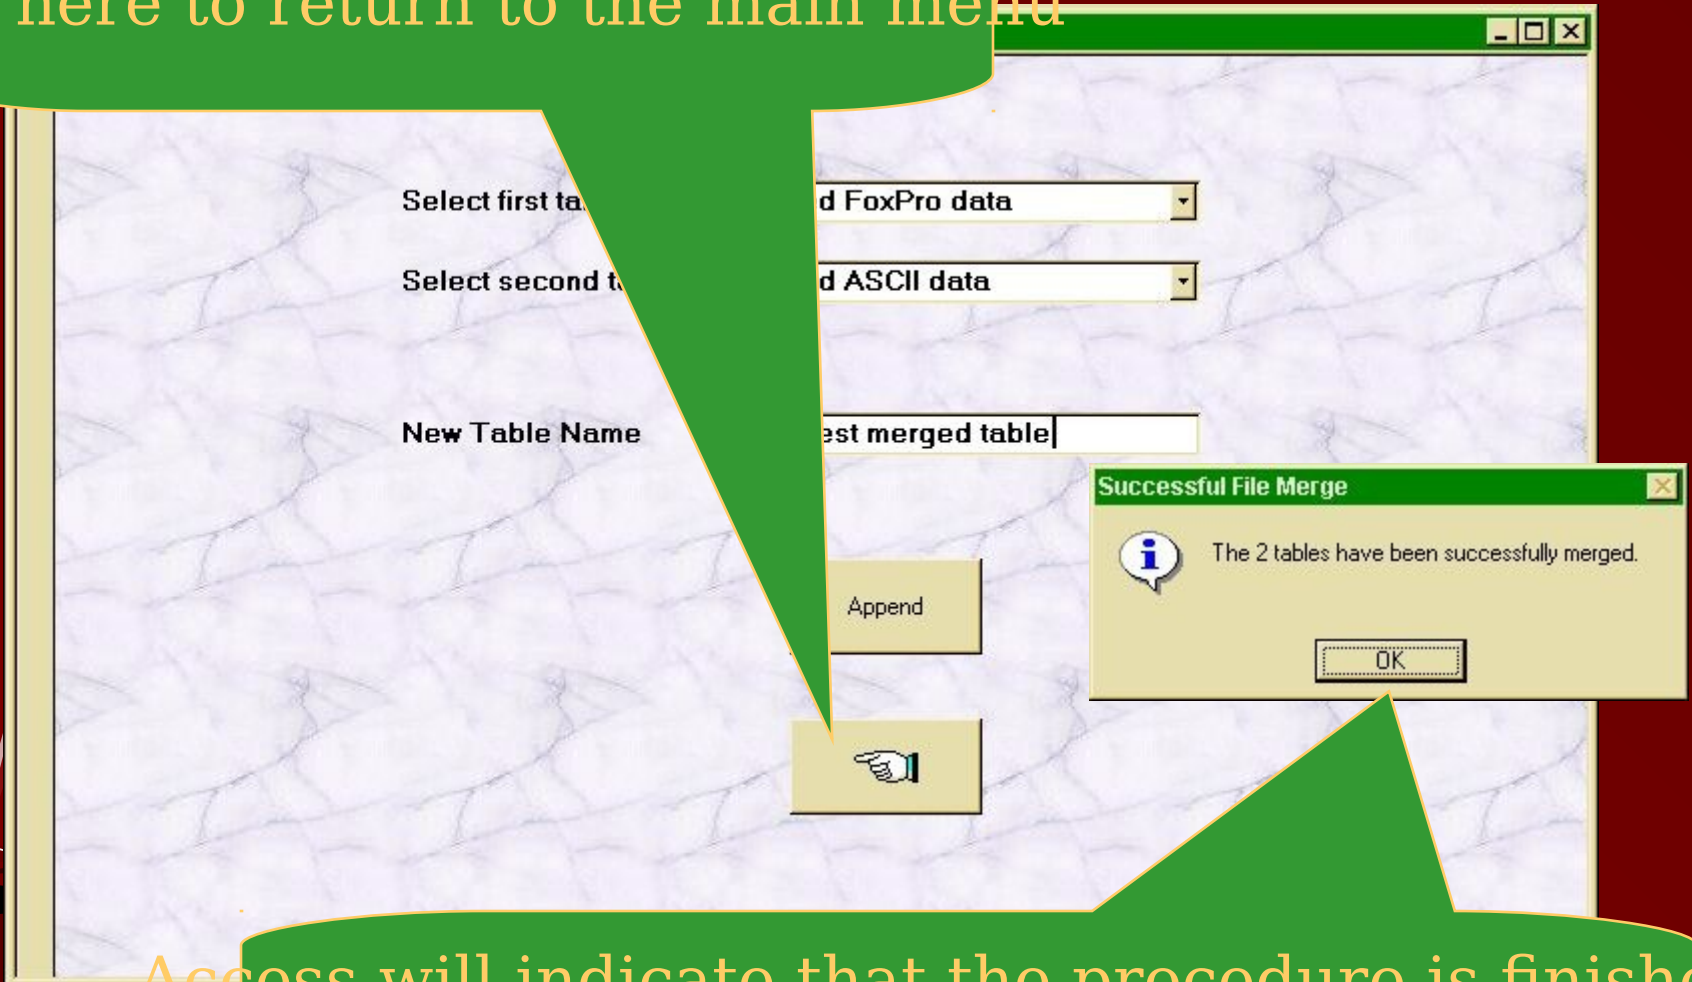 here to return to the main menu
Select first
d FoxPro data
Select second
d ASCII data
New Table Name
est merged table
Successful File Merge
The 2 tables have been successfully merged.
OK
Append
Access will indicate that the procedure is